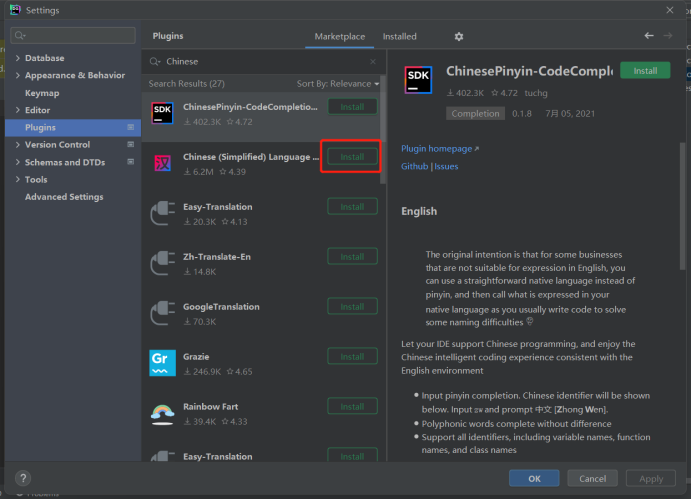 Settings
Plugins
Marketplace
Installed
Database
Appearance & Behavior
Keymap
Editor
Plugins
Version Control
Schemas and DTDs
Tools
Advanced Settings
Chinese
Search Results (27)
Sort By: Relevance
ChinesePinyin-CodeCompletio...
402.3K 4.72
Install
Chinese (Simplified) Language ...
6.2M 4.39
Install
Easy-Translation
20.3K 4.13
Install
Zh-Translate-En
14.8K
Install
GoogleTranslation
70.3K
Install
Grazie
246.9K 4.65
Install
Rainbow Fart
39.4K 4.33
Install
Easy-Translation
Install
SDK
ChinesePinyin-CodeComple
Install
402.3K 4.72 tuchg
Completion 0.1.8 7月 05, 2021
Plugin homepage
Github | Issues
English
The original intention is that for some businesses
that are not suitable for expression in English, you
can use a straightforward native language instead of
pinyin, and then call what is expressed in your
native language as you usually write code to solve
some naming difficulties
Let your IDE support Chinese programming, and enjoy the
Chinese intelligent coding experience consistent with the
English environment
Input pinyin completion. Chinese identifier will be shown
below. Input zw and prompt 中文 [Zhong Wen].
Polyphonic words complete without difference
Support all identifiers, including variable names, function
names, and class names
?
OK
Cancel
Apply